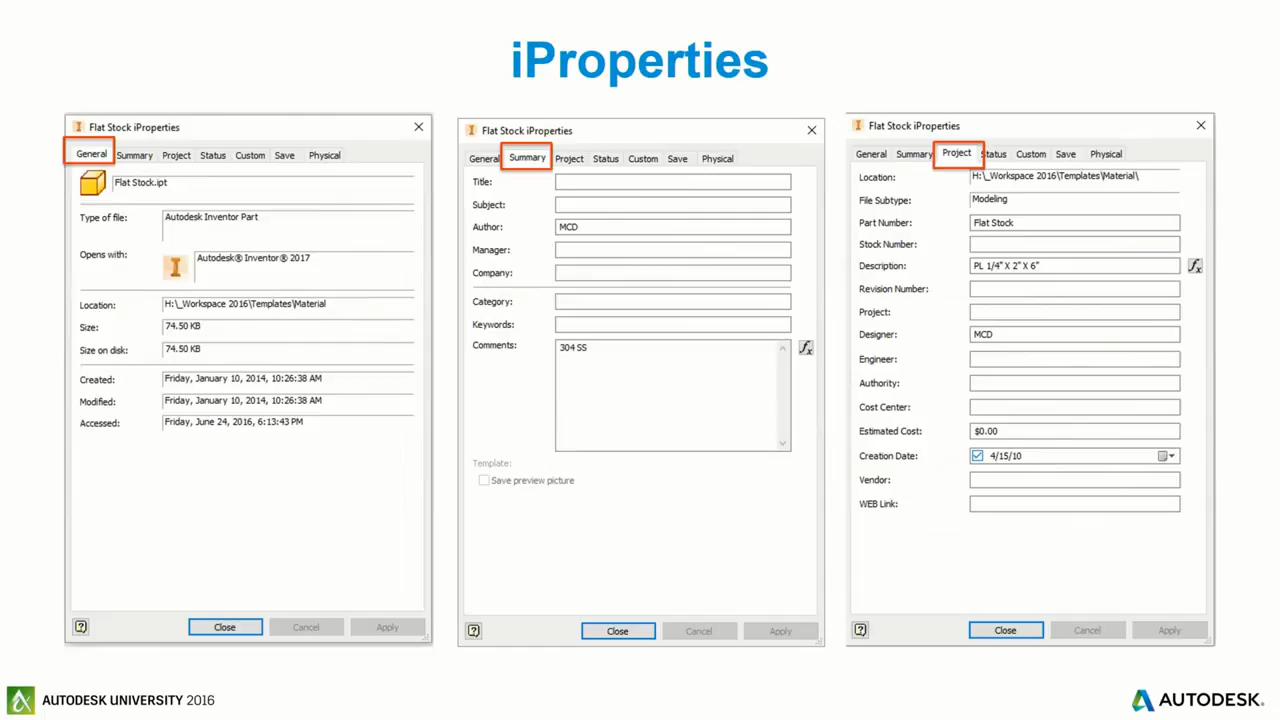 iProperties
Flat Stock iProperties
General Summary Project Status Custom Save Physical
Flat Stock.ipt
Type of file: Autodesk Inventor Part
Opens with: Autodesk® Inventor® 2017
Location: H:\_Workspace 2016\Templates\Material
Size: 74.50 KB
Size on disk: 74.50 KB
Created: Friday, January 10, 2014, 10:26:38 AM
Modified: Friday, January 10, 2014, 10:26:38 AM
Accessed: Friday, June 24, 2016, 6:13:43 PM
Close Cancel Apply
Flat Stock iProperties
General Summary Project Status Custom Save Physical
Title:
Subject:
Author: MCD
Manager:
Company:
Category:
Keywords:
Comments: 304 SS
Template:
Save preview picture
Close Cancel Apply
Flat Stock iProperties
General Summary Project Status Custom Save Physical
Location: H:\_Workspace 2016\Templates\Material\
File Subtype: Modeling
Part Number: Flat Stock
Stock Number:
Description: PL 1/4" X 2" X 6"
Revision Number:
Project:
Designer: MCD
Engineer:
Authority:
Cost Center:
Estimated Cost: $0.00
Creation Date: 4/15/10
Vendor:
WEB Link:
Close Cancel Apply
AUTODESK UNIVERSITY 2016
AUTODESK.